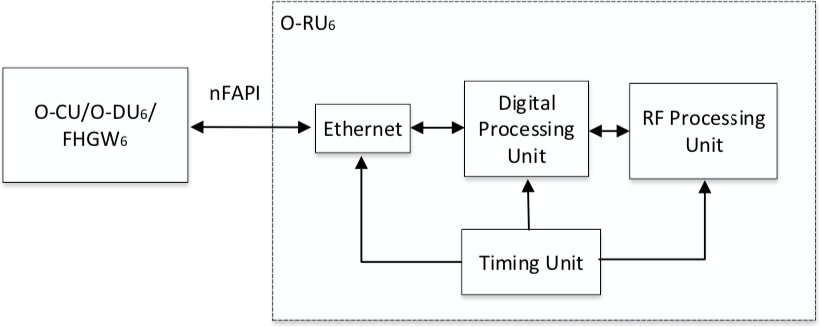 O-RU6
nFAPI
O-CU/O-DU6/
FHGW6
Ethernet
Digital
Processing
Unit
RF Processing
Unit
Timing Unit